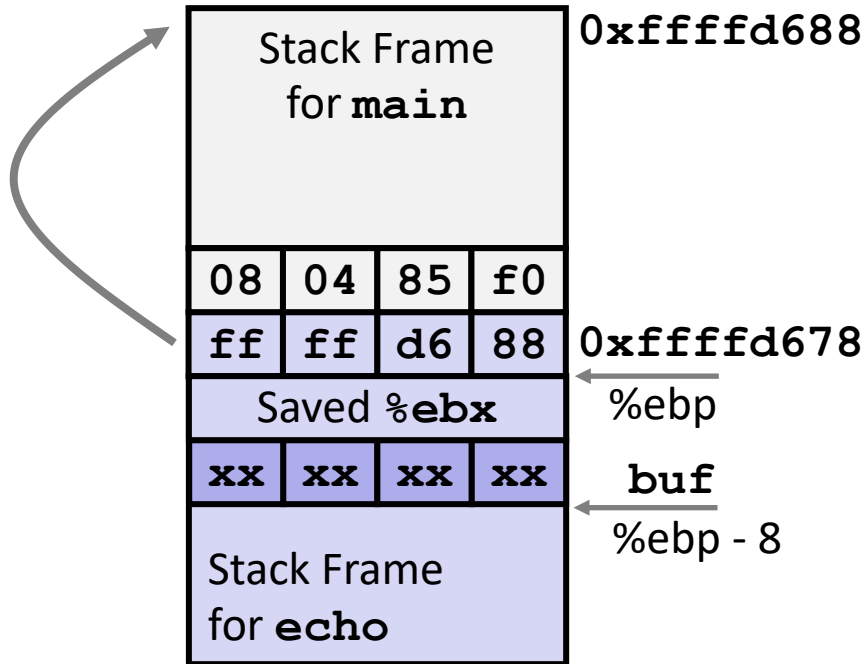 Stack Frame
for main
0xffffd688
08 04 85 f0
ff ff d6 88
0xffffd678
Saved %ebx
%ebp
xx xx xx xx
buf
%ebp - 8
Stack Frame
for echo